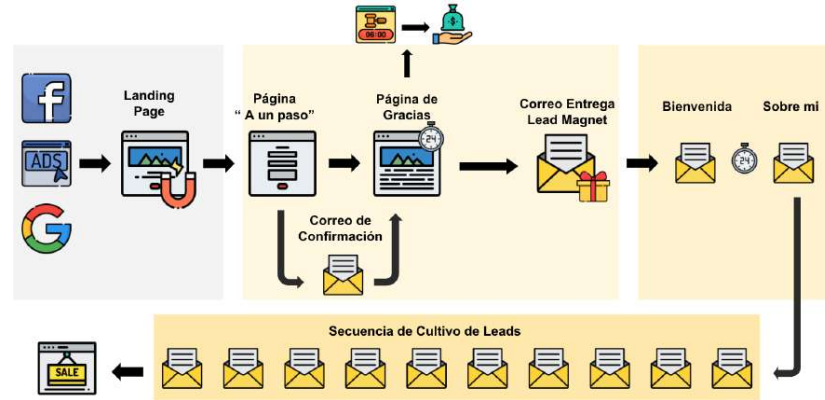 06:00
Landing
Page
ADS
Página
“ A un paso”
Página de
Gracias
24
Correo Entrega
Lead Magnet
Bienvenida
24
Sobre mi
Correo de
Confirmación
Secuencia de Cultivo de Leads
SALE